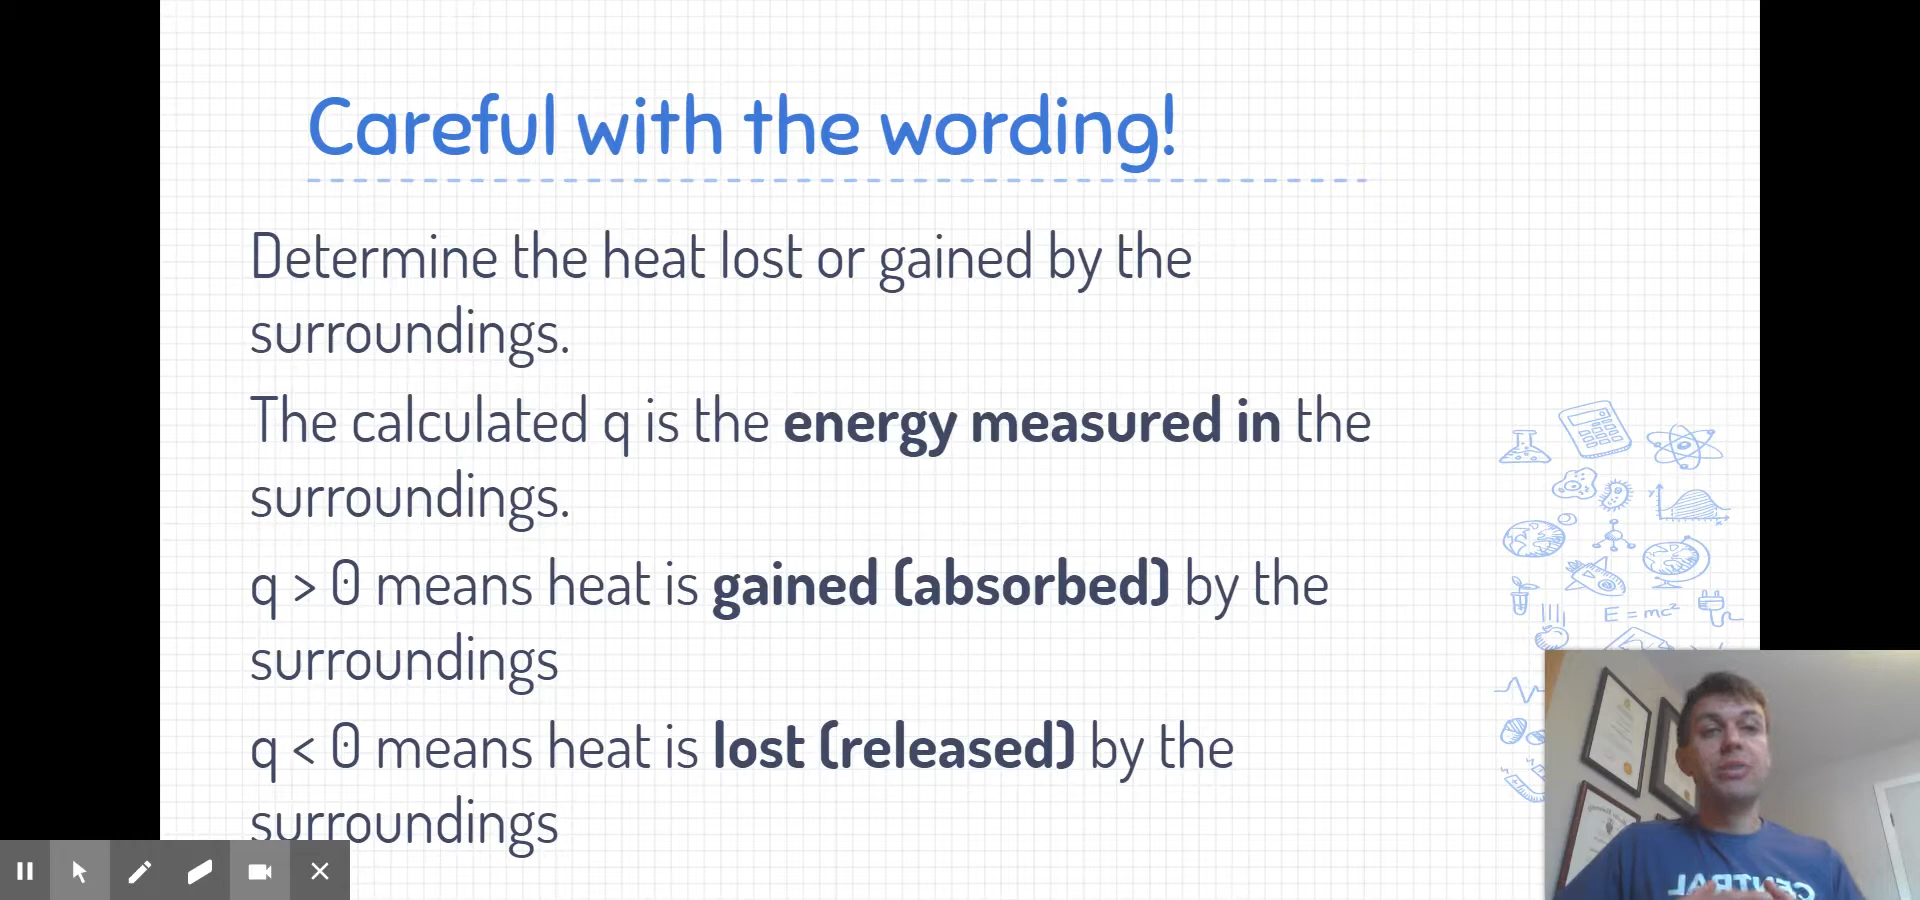 Careful with the wording!
Determine the heat lost or gained by the
surroundings.
The calculated q is the energy measured in the
surroundings.
q > 0 means heat is gained (absorbed) by the
surroundings
q < 0 means heat is lost (released) by the
surroundings
E = mc²
CENTRAL